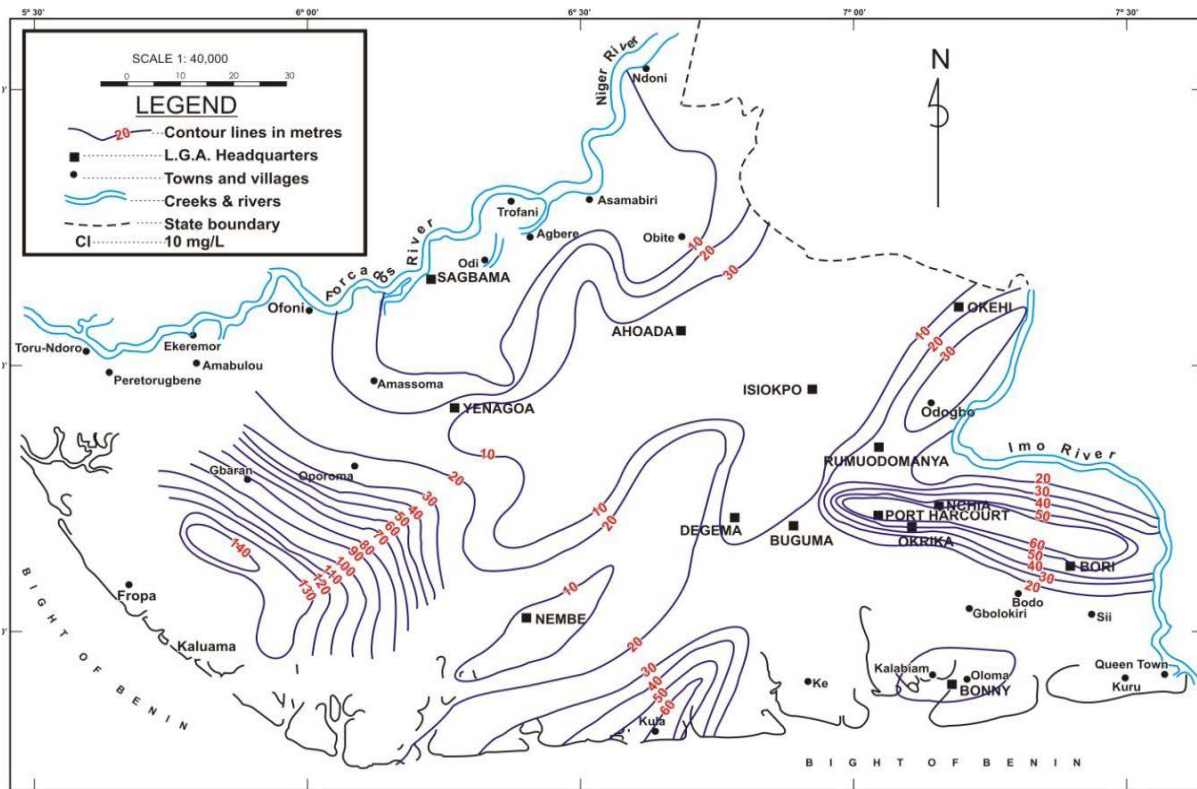 5° 30'
6° 00'
6° 30'
7° 00'
7° 30'
SCALE 1: 40,000
0 10 20 30
LEGEND
20 Contour lines in metres
L.G.A. Headquarters
Towns and villages
Creeks & rivers
State boundary
CI 10 mg/L
N
Niger River
Ndoni
Trofani
Asamabiri
Agbere
Obite
Odi
Forcados River
SAGBAMA
Ofoni
10
20
30
OKEHI
AHOADA
10
20
30
Toru-Ndoro
Ekeremor
Amabulou
Peretorugbene
Amassoma
YENAGOA
ISIOKPO
Odogbo
Imo River
RUMUODOMANYA
10
20
Gbaran
Oporoma
30
40
50
60
70
80
90
100
110
120
130
140
10
20
DEGEMA
BUGUMA
NCHIA
PORT HARCOURT
OKRIKA
20
30
40
50
60
50
40
30
20
BORI
Fropa
10
NEMBE
Bodo
Gbolokiri
Sii
Kaluama
20
30
40
50
60
Kula
Ke
Kalabiam
Oloma
BONNY
Queen Town
Kuru
BIGHT OF BENIN
BIGHT OF BENIN